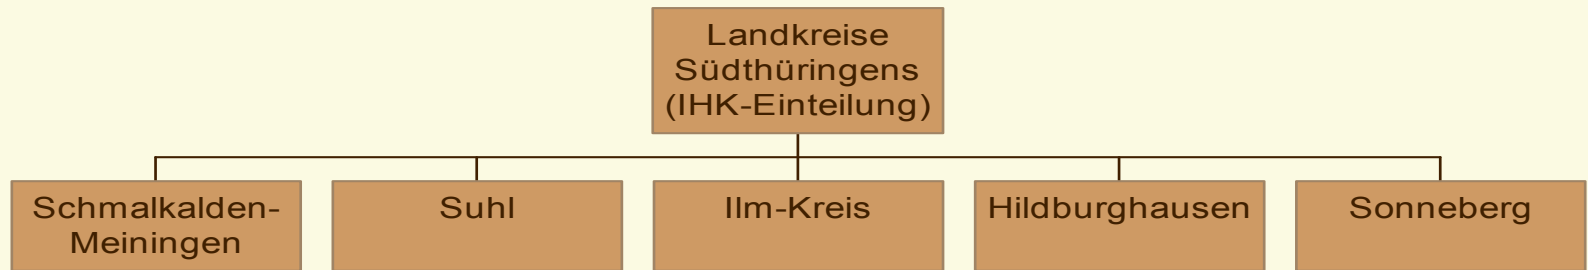 Landkreise
Südthüringens
(IHK-Einteilung)
Schmalkalden-
Meiningen
Suhl
Ilm-Kreis
Hildburghausen
Sonneberg